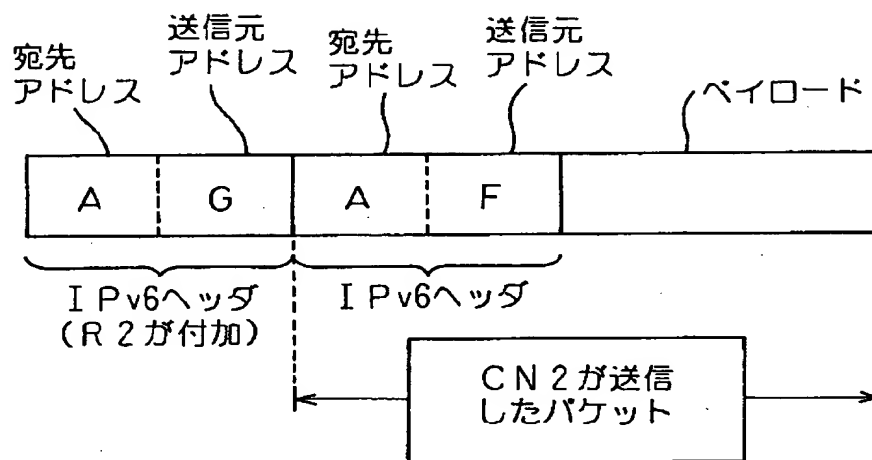 宛先
アドレス
送信元
アドレス
宛先
アドレス
送信元
アドレス
ペイロード
A
G
A
F
IPv6ヘッダ
(R2が付加)
IPv6ヘッダ
CN2が送信
したパケット